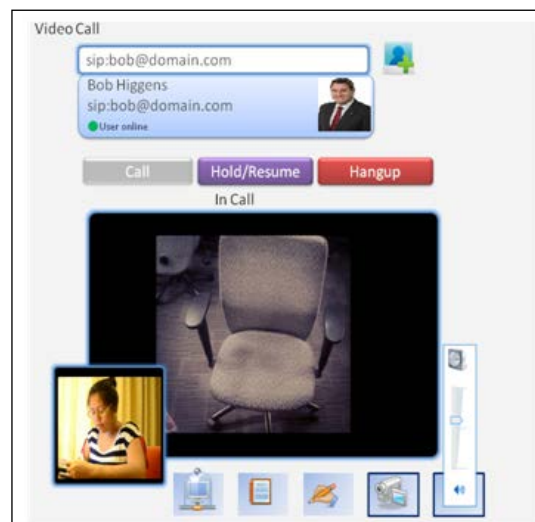 Video Call
sip:bob@domain.com
Bob Higgens
sip:bob@domain.com
User online
Call
Hold/Resume
Hangup
In Call